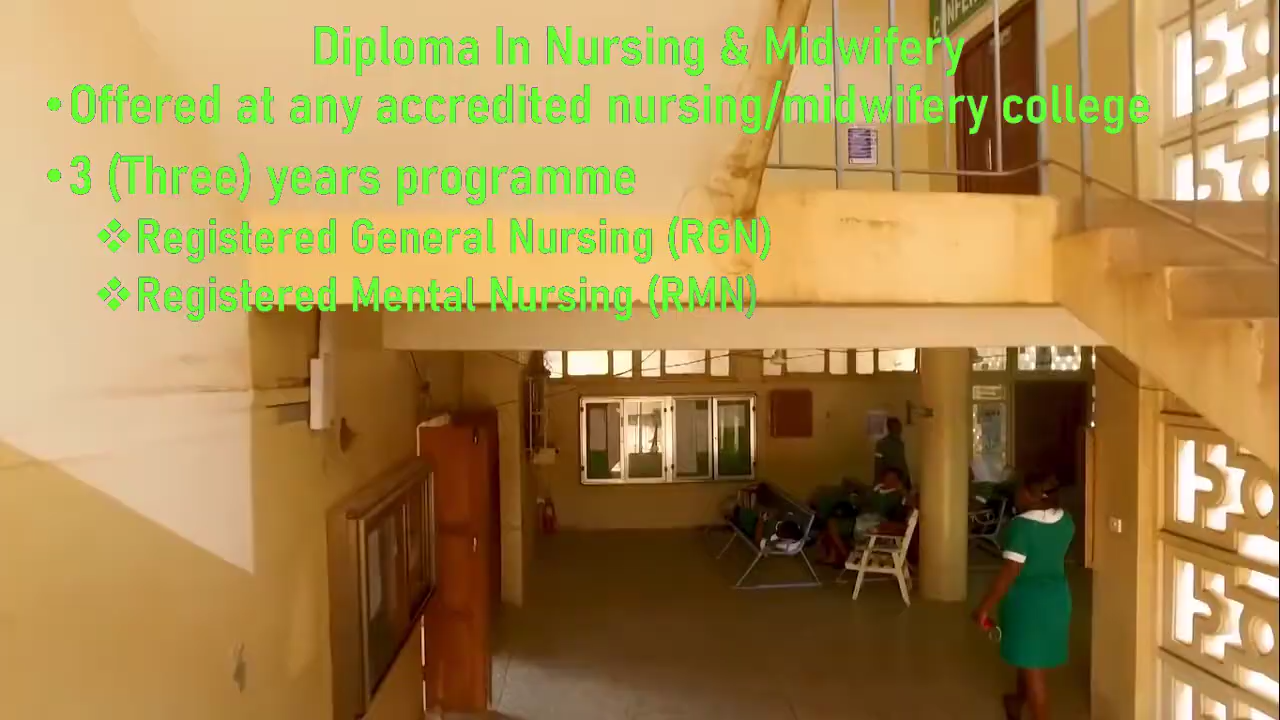 Diploma In Nursing & Midwifery
•Offered at any accredited nursing/midwifery college
•3 (Three) years programme
❖Registered General Nursing (RGN)
❖Registered Mental Nursing (RMN)